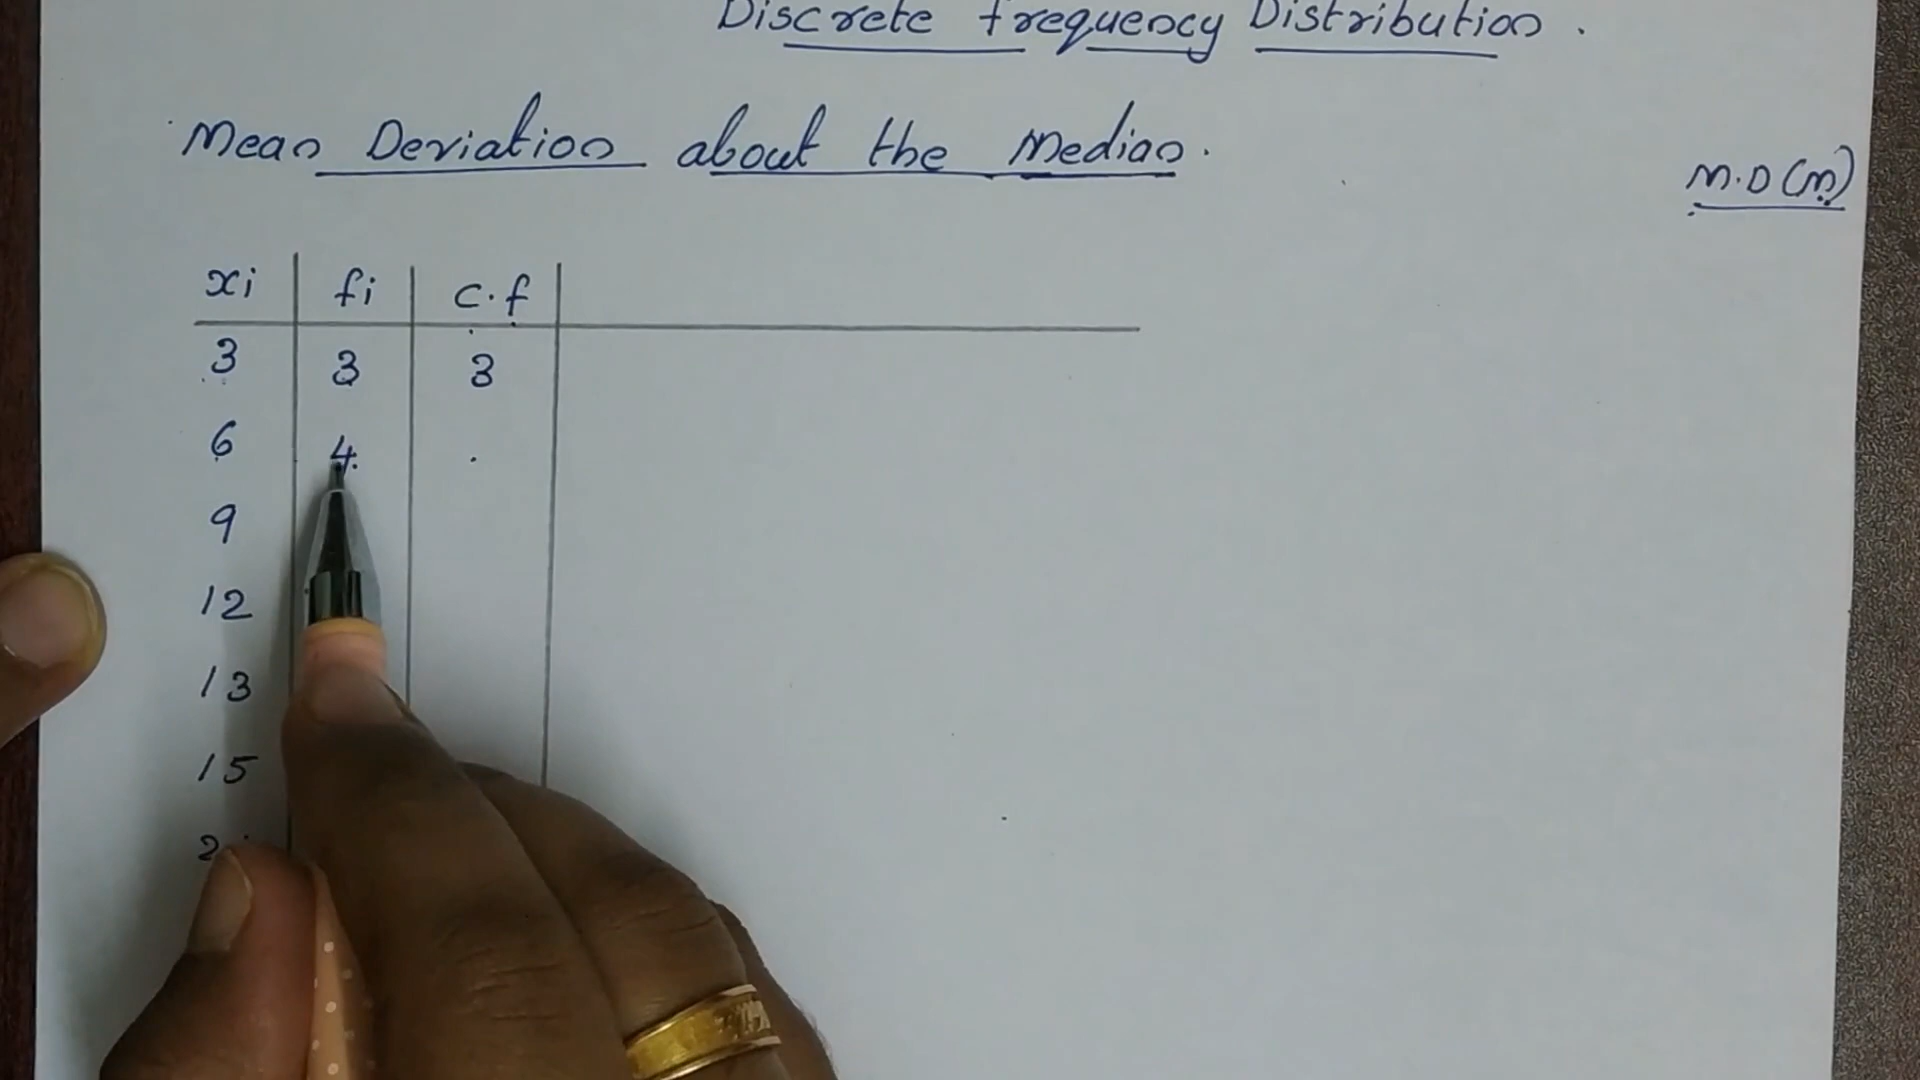 Discrete Frequency Distribution.
Mean Deviation about the Median.
M.D (M)
xi fi c.f
3 3 3
6 4
9
12
13
15